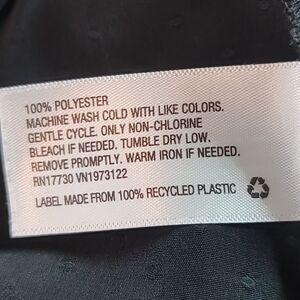 100% POLYESTER
MACHINE WASH COLD WITH LIKE COLORS.
GENTLE CYCLE. ONLY NON-CHLORINE
BLEACH IF NEEDED. TUMBLE DRY LOW.
REMOVE PROMPTLY. WARM IRON IF NEEDED.
RN17730 VN1973122
LABEL MADE FROM 100% RECYCLED PLASTIC